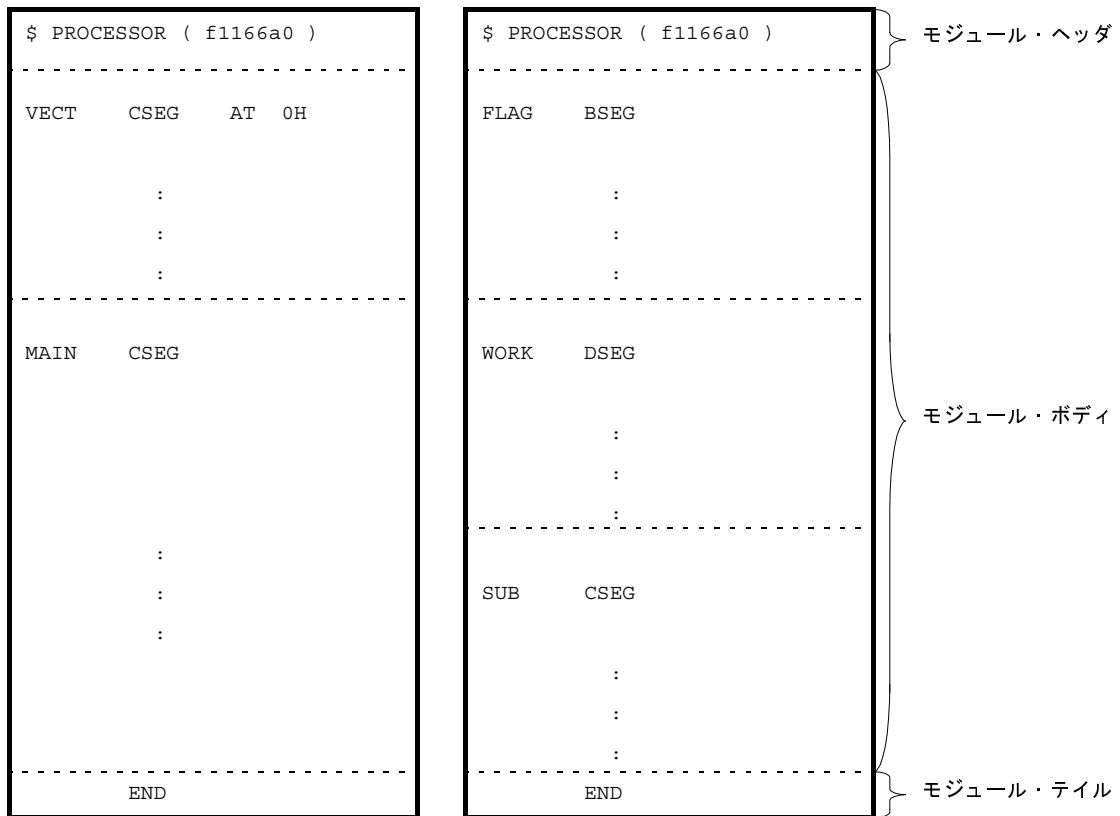 $ PROCESSOR ( f1166a0 )
VECT CSEG AT 0H
:
:
:
MAIN CSEG
:
:
:
END
$ PROCESSOR ( f1166a0 )
FLAG BSEG
:
:
:
WORK DSEG
:
:
:
SUB CSEG
:
:
:
END
モジュール・ヘッダ
モジュール・ボディ
モジュール・テイル